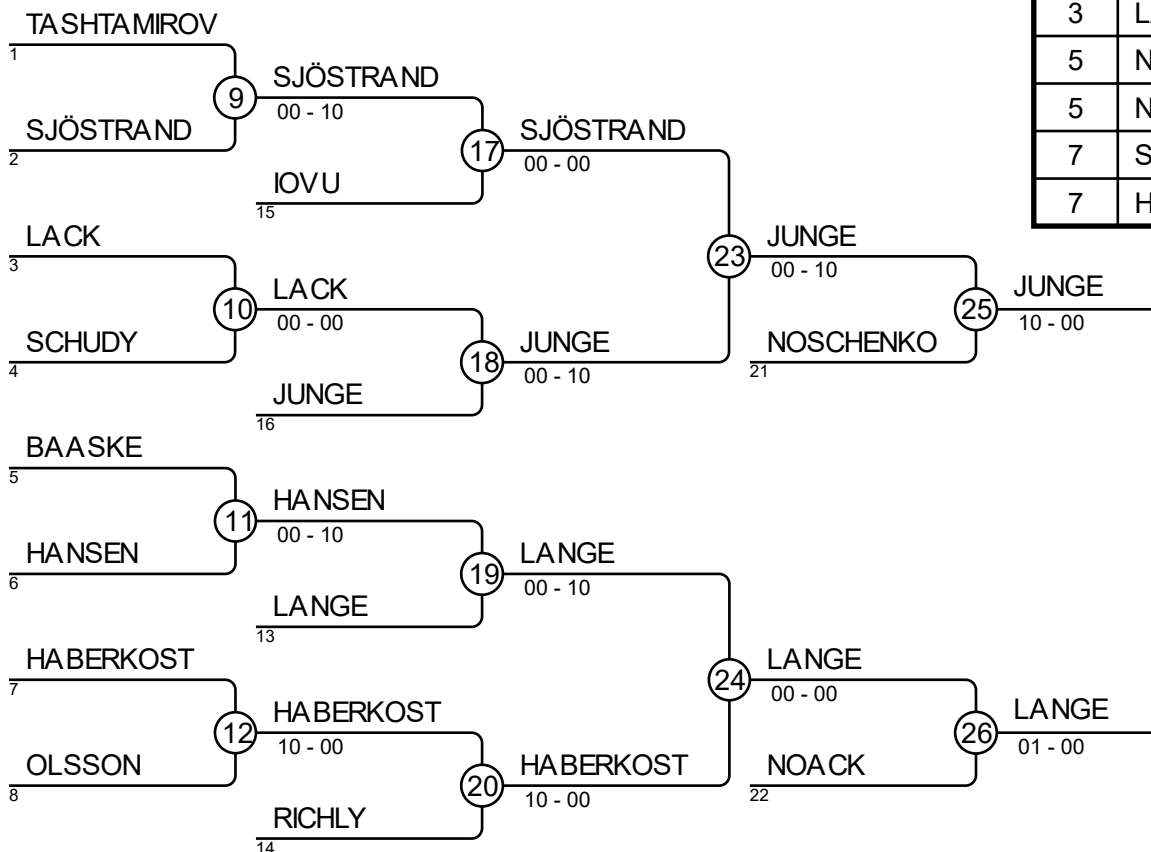 TASHTAMIROV
1
9
SJÖSTRAND
00 - 10
SJÖSTRAND
2
17
SJÖSTRAND
00 - 00
IOVU
15
LACK
3
23
JUNGE
00 - 10
10
LACK
00 - 00
25
JUNGE
10 - 00
SCHUDY
4
18
JUNGE
00 - 10
NOSCHENKO
21
JUNGE
16
BAASKE
5
11
HANSEN
00 - 10
HANSEN
6
19
LANGE
00 - 10
LANGE
13
HABERKOST
7
24
LANGE
00 - 00
12
HABERKOST
10 - 00
26
LANGE
01 - 00
OLSSON
8
20
HABERKOST
10 - 00
NOACK
22
RICHLY
14
3
5 N
5 N
7 S
7 H